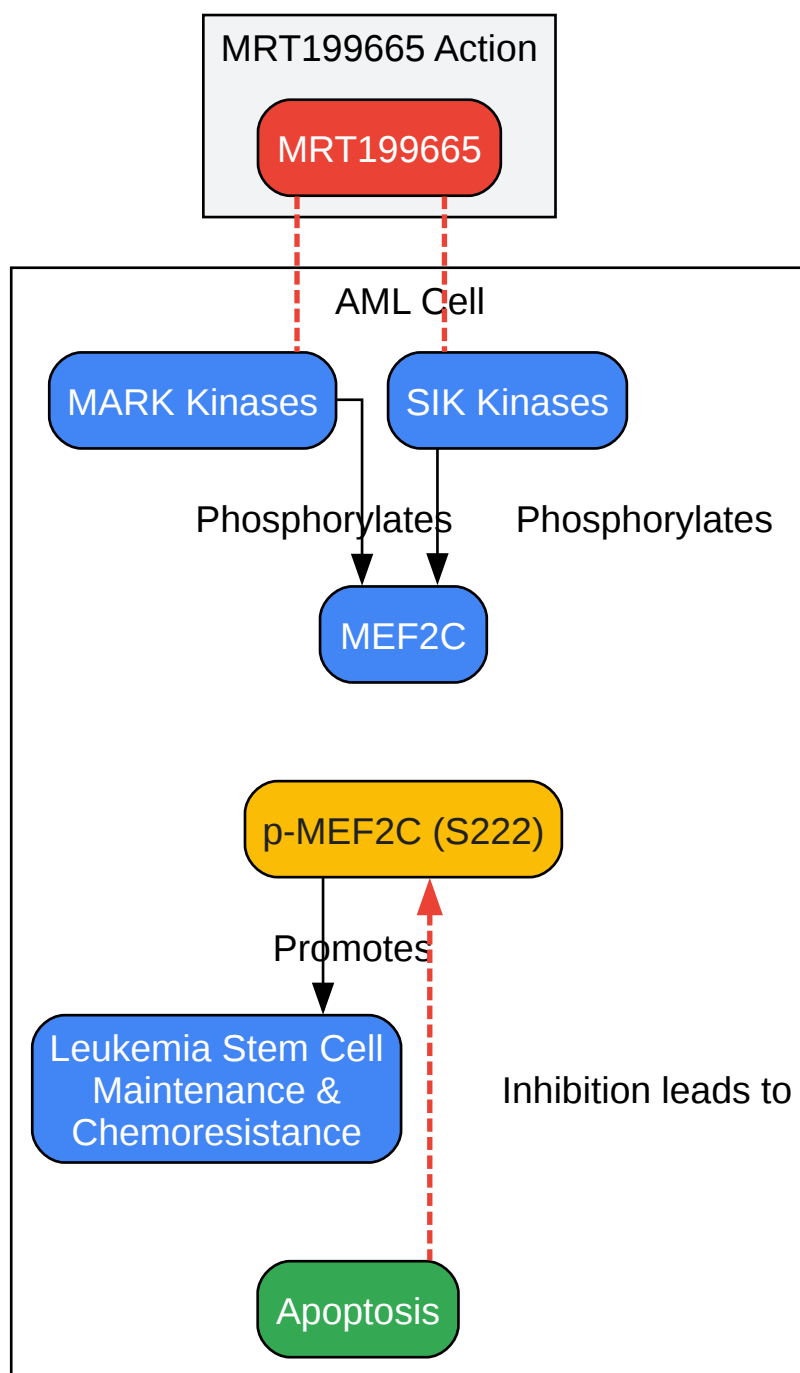 MRT199665 Action
MRT199665
AML Cell
MARK Kinases
SIK Kinases
Phosphorylates
Phosphorylates
MEF2C
p-MEF2C (S222)
Promotes
Leukemia Stem Cell
Maintenance &
Chemoresistance
Inhibition leads to
Apoptosis